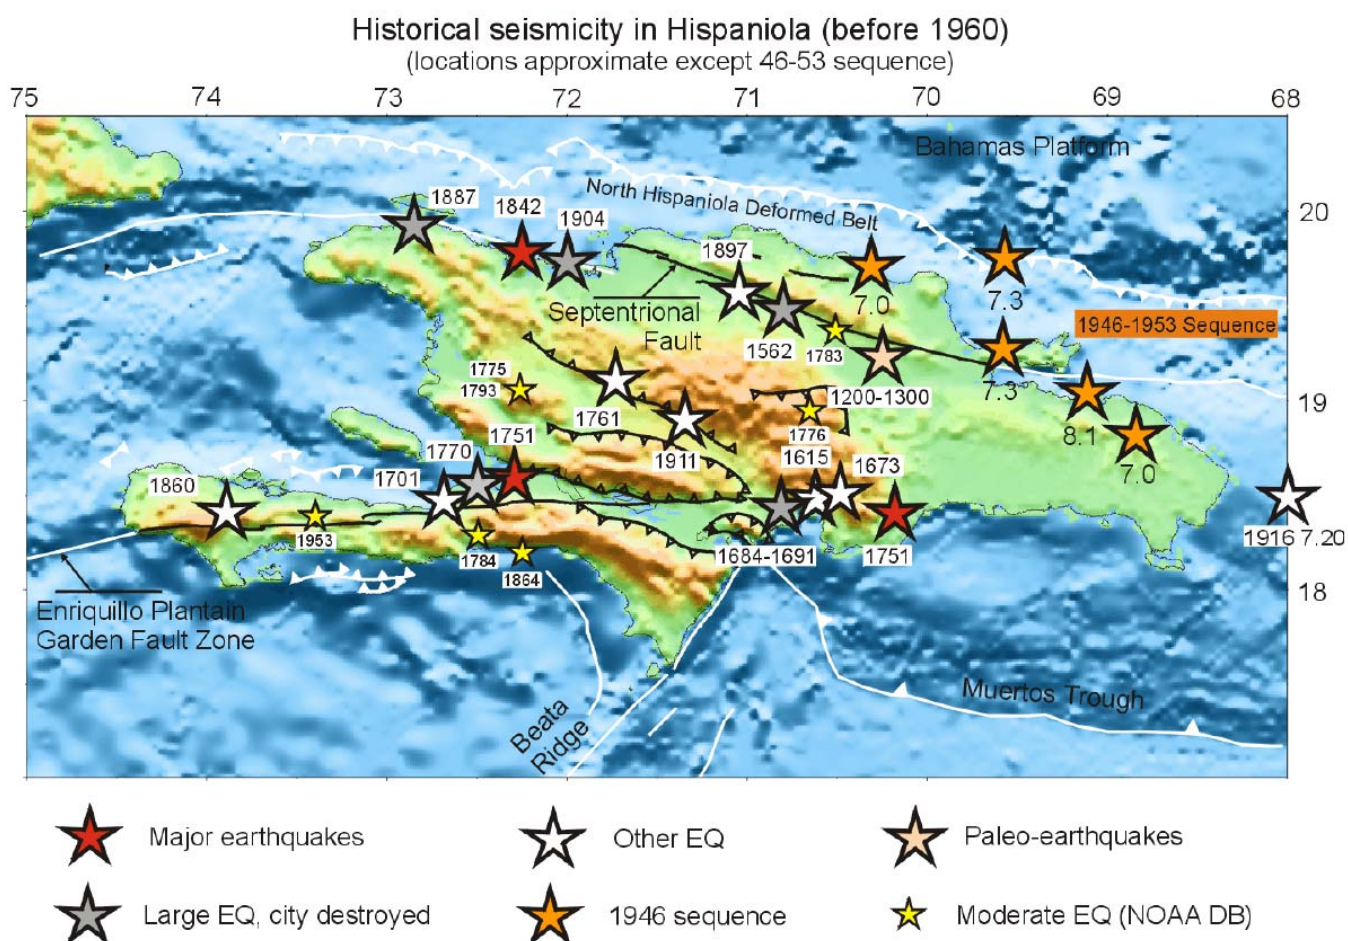 Historical seismicity in Hispaniola (before 1960)
(locations approximate except 46-53 sequence)
75 74 73 72 71 70 69 68
Bahamas Platform
North Hispaniola Deformed Belt
20
1887
1842
1904
1897
7.0
7.3
Septentrional
Fault
1946-1953 Sequence
1562
1783
1200-1300
7.3
19
1775
1793
1761
1776
8.1
1770
1751
1911
1615
1673
7.0
1860
1701
1953
1784
1864
1684-1691
1751
1916 7.20
18
Enriquillo Plantain
Garden Fault Zone
Beata
Ridge
Muertos Trough
Major earthquakes
Other EQ
Paleo-earthquakes
Large EQ, city destroyed
1946 sequence
Moderate EQ (NOAA DB)